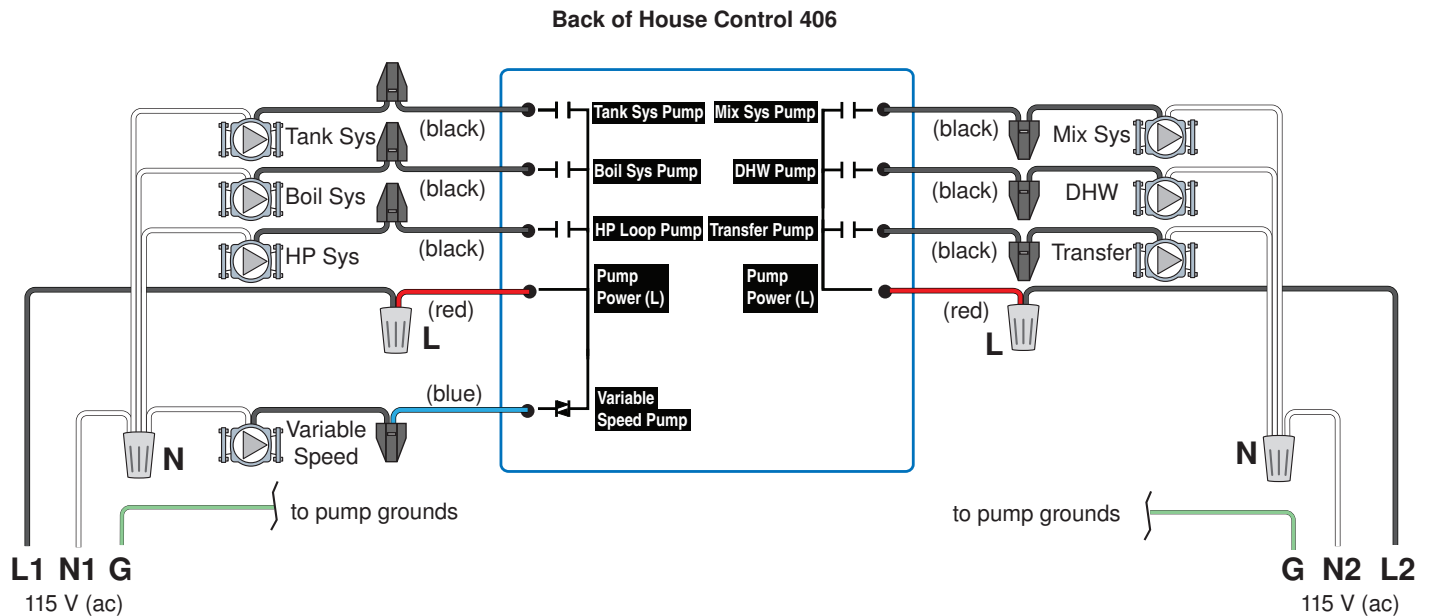 Back of House Control 406
Tank Sys
(black)
Tank Sys Pump
Mix Sys Pump
(black)
Mix Sys
Boil Sys
(black)
Boil Sys Pump
DHW Pump
(black)
DHW
HP Sys
(black)
HP Loop Pump
Transfer Pump
(black)
Transfer
Pump
Power (L)
Pump
Power (L)
(red)
L
(red)
L
(blue)
Variable
Speed Pump
Variable
Speed
N
N
to pump grounds
to pump grounds
L1 N1 G
115 V (ac)
G N2 L2
115 V (ac)